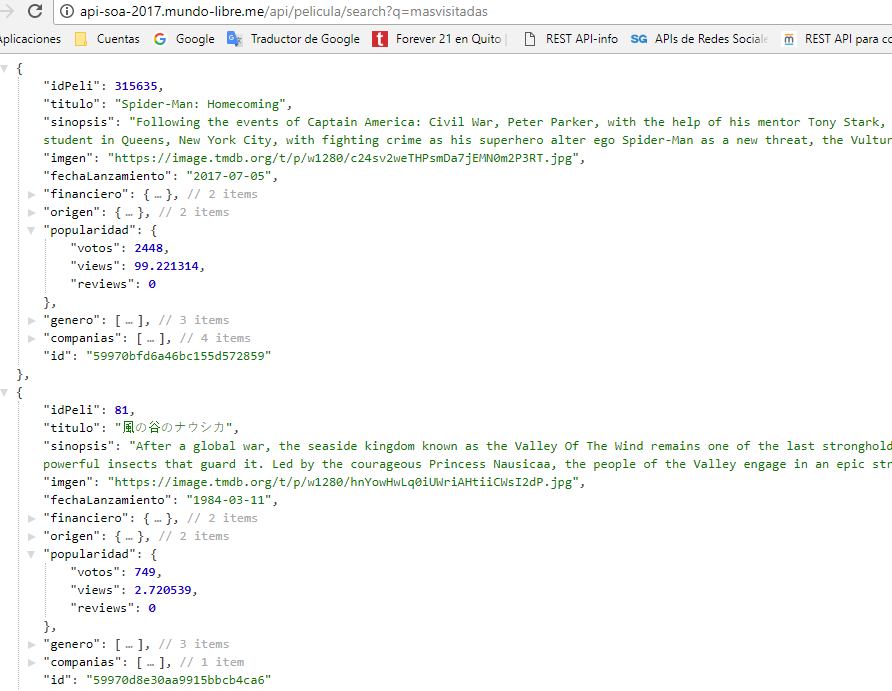 api-soa-2017.mundo-libre.me/api/pelicula/search?q=masvisitadas
Aplicaciones Cuentas Google Traductor de Google Forever 21 en Quito REST API-info SG APIs de Redes Sociale REST API para co
{
"idPeli": 315635,
"titulo": "Spider-Man: Homecoming",
"sinopsis": "Following the events of Captain America: Civil War, Peter Parker, with the help of his mentor Tony Stark,
student in Queens, New York City, with fighting crime as his superhero alter ego Spider-Man as a new threat, the Vultur
"imgen": "https://image.tmdb.org/t/p/w1280/c24sv2weTHPsmDa7jEMN0m2P3RT.jpg",
"fechaLanzamiento": "2017-07-05",
"financiero": { … }, // 2 items
"origen": { … }, // 2 items
"popularidad": {
"votos": 2448,
"views": 99.221314,
"reviews": 0
},
"genero": [ … ], // 3 items
"companias": [ … ], // 4 items
"id": "59970bfd6a46bc155d572859"
},
{
"idPeli": 81,
"titulo": "風の谷のナウシカ",
"sinopsis": "After a global war, the seaside kingdom known as the Valley Of The Wind remains one of the last stronghold
powerful insects that guard it. Led by the courageous Princess Nausicaa, the people of the Valley engage in an epic str
"imgen": "https://image.tmdb.org/t/p/w1280/hnYowHwLq0iUWriAHtiiCWsI2dP.jpg",
"fechaLanzamiento": "1984-03-11",
"financiero": { … }, // 2 items
"origen": { … }, // 2 items
"popularidad": {
"votos": 749,
"views": 2.720539,
"reviews": 0
},
"genero": [ … ], // 3 items
"companias": [ … ], // 1 item
"id": "59970d8e30aa9915bbcb4ca6"